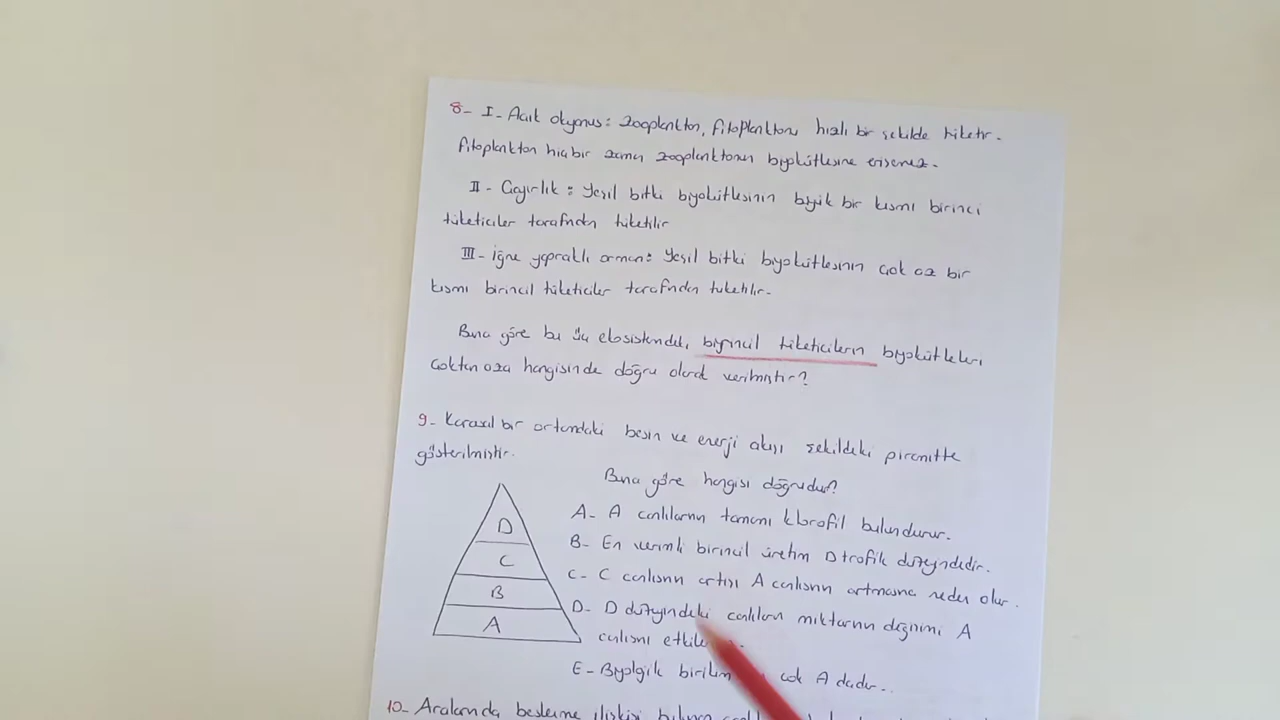 8- I- Açık okyonus: zooplankton, fitoplanktonu hızlı bir şekilde tüketir.
fitoplankton hiçbir zaman zooplanktonun biyokütlesine erişemez.
II- Çayırlık: Yeşil bitki biyokütlesinin büyük bir kısmı birinci
tüketiciler tarafından tüketilir
III- İğne yapraklı orman: Yeşil bitki biyokütlesinin çok az bir
kısmı birincil tüketiciler tarafından tüketilir.
Buna göre bu üç ekosistemdeki, birincil tüketicilerin biyokütleleri
çoktan aza hangisinde doğru olarak verilmiştir?
9- Karasal bir ortamdaki besin ve enerji akışı şekildeki piramitte
gösterilmiştir.
Buna göre hangisi doğrudur?
A- A canlılarının tamamı klorofil bulundurur.
B- En verimli birincil üretim D trofik düzeyindedir.
C- C canlısının artışı A canlısının artmasına neden olur.
D- D düzeyindeki canlıların miktarının değişimi A
canlısını
E- Biyolojik çok A dadır.
D
C
B
A
10- Aralarında beslenme ilişkisi bulunan